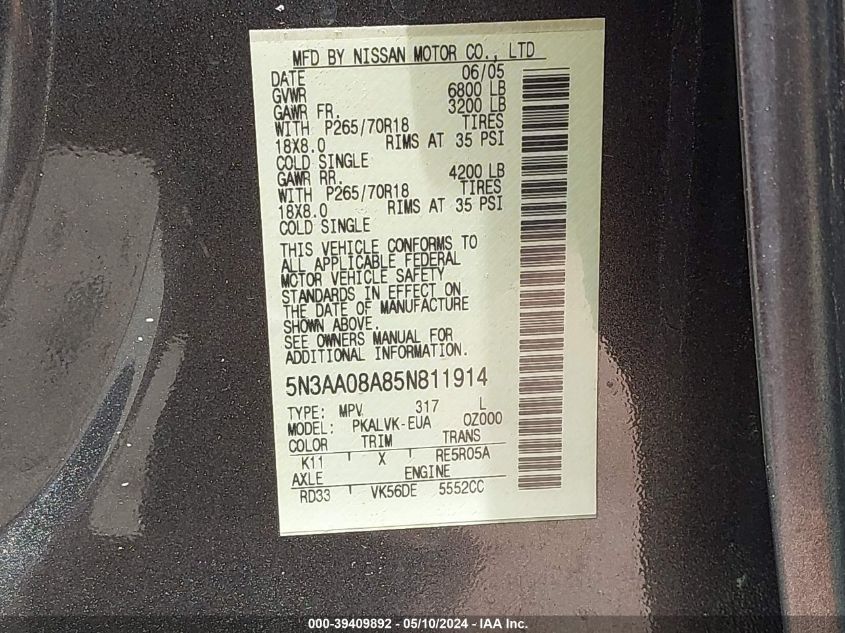 MFD BY NISSAN MOTOR CO., LTD
DATE 06/05
GVWR 6800 LB
GAWR FR. 3200 LB
WITH P265/70R18 TIRES
18X8.0 RIMS AT 35 PSI
COLD SINGLE
GAWR RR. 4200 LB
WITH P265/70R18 TIRES
18X8.0 RIMS AT 35 PSI
COLD SINGLE
THIS VEHICLE CONFORMS TO
ALL APPLICABLE FEDERAL
MOTOR VEHICLE SAFETY
STANDARDS IN EFFECT ON
THE DATE OF MANUFACTURE
SHOWN ABOVE.
SEE OWNERS MANUAL FOR
ADDITIONAL INFORMATION.
5N3AA08A85N811914
TYPE: MPV 317 L
MODEL: PKALVK-EUA 0Z000
COLOR TRIM TRANS
K11 X RE5R05A
AXLE ENGINE
RD33 VK56DE 5552CC
000-39409892 - 05/10/2024 - IAA Inc.